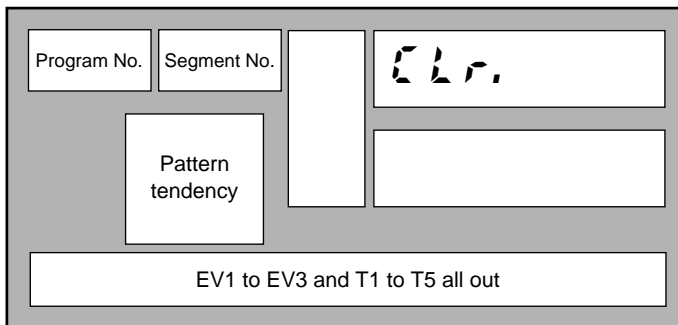 Program No. Segment No. CLr.
Pattern
tendency
EV1 to EV3 and T1 to T5 all out